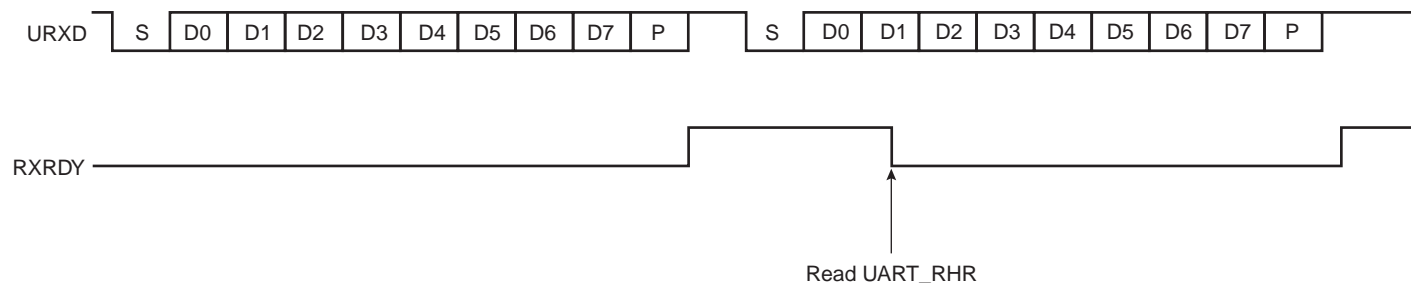 URXD S D0 D1 D2 D3 D4 D5 D6 D7 P S D0 D1 D2 D3 D4 D5 D6 D7 P
RXRDY
Read UART_RHR